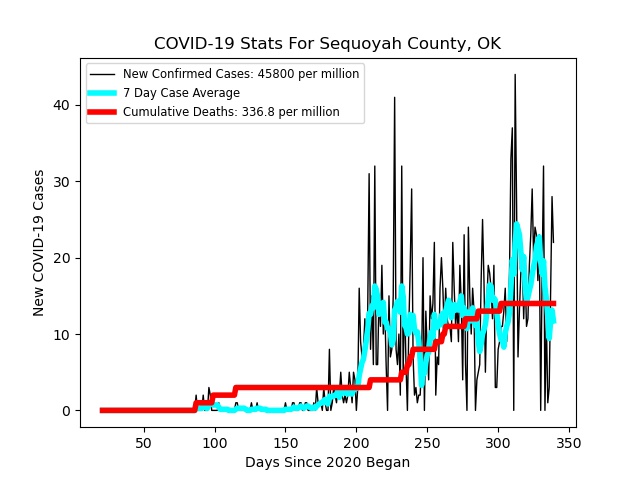 COVID-19 Stats For Sequoyah County, OK
New Confirmed Cases: 45800 per million
7 Day Case Average
Cumulative Deaths: 336.8 per million
New COVID-19 Cases
40
30
20
10
0
50 100 150 200 250 300 350
Days Since 2020 Began